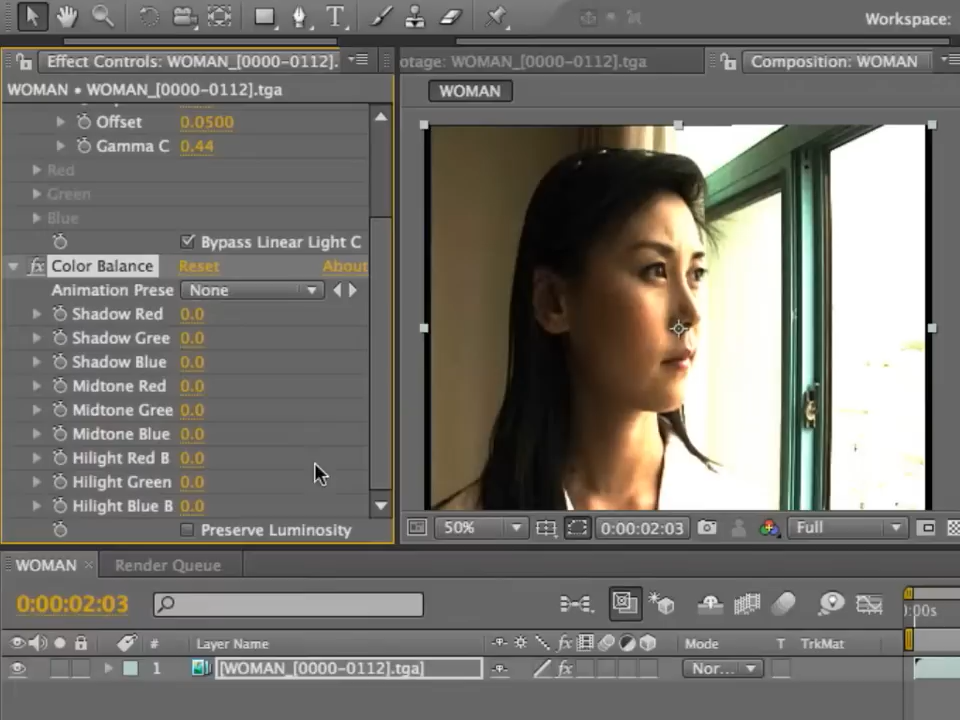 Workspace:
Effect Controls: WOMAN_[0000-0112].
otage: WOMAN_[0000-0112].tga
Composition: WOMAN
WOMAN • WOMAN_[0000-0112].tga
WOMAN
Offset 0.0500
Gamma C 0.44
Red
Green
Blue
Bypass Linear Light C
fx Color Balance Reset About
Animation Prese None
Shadow Red 0.0
Shadow Gree 0.0
Shadow Blue 0.0
Midtone Red 0.0
Midtone Gree 0.0
Midtone Blue 0.0
Hilight Red B 0.0
Hilight Green 0.0
Hilight Blue B 0.0
Preserve Luminosity
50% 0:00:02:03 Full
WOMAN × Render Queue
0:00:02:03
):00s
# Layer Name fx Mode T TrkMat
1 [WOMAN_[0000-0112].tga] fx Nor...